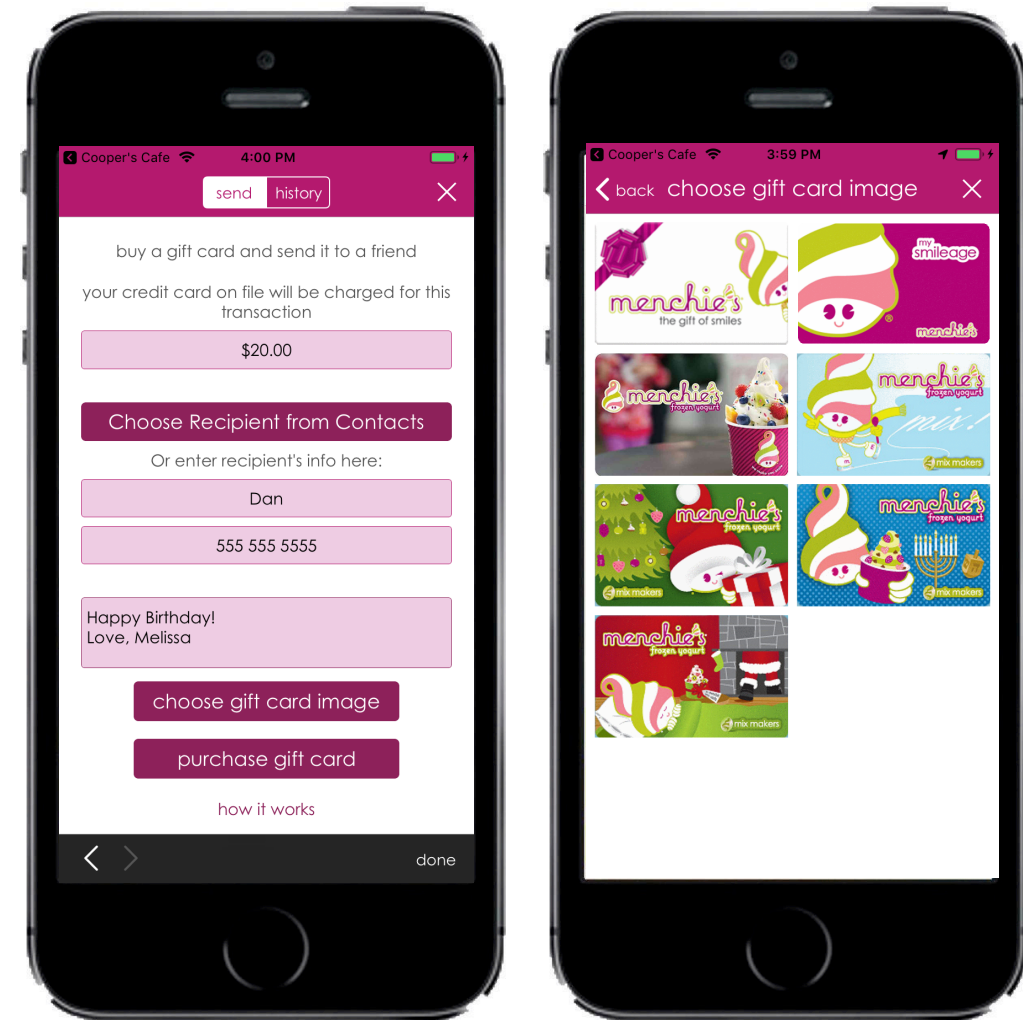 Cooper's Cafe
4:00 PM
send
history
buy a gift card and send it to a friend
your credit card on file will be charged for this
transaction
$20.00
Choose Recipient from Contacts
Or enter recipient's info here:
Dan
555 555 5555
Happy Birthday!
Love, Melissa
choose gift card image
purchase gift card
how it works
done
Cooper's Cafe
3:59 PM
back
choose gift card image
menchie's
the gift of smiles
my
smileage
menchie's
menchie's
frozen yogurt
menchie's
frozen yogurt
mix!
mix makers
menchie's
frozen yogurt
mix makers
menchie's
frozen yogurt
mix makers
menchie's
frozen yogurt
mix makers